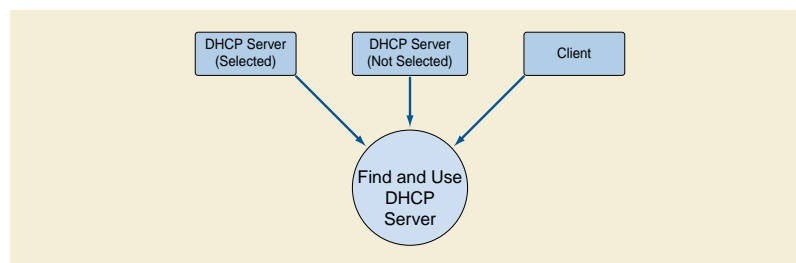 DHCP Server
(Selected)
DHCP Server
(Not Selected)
Client
Find and Use
DHCP
Server